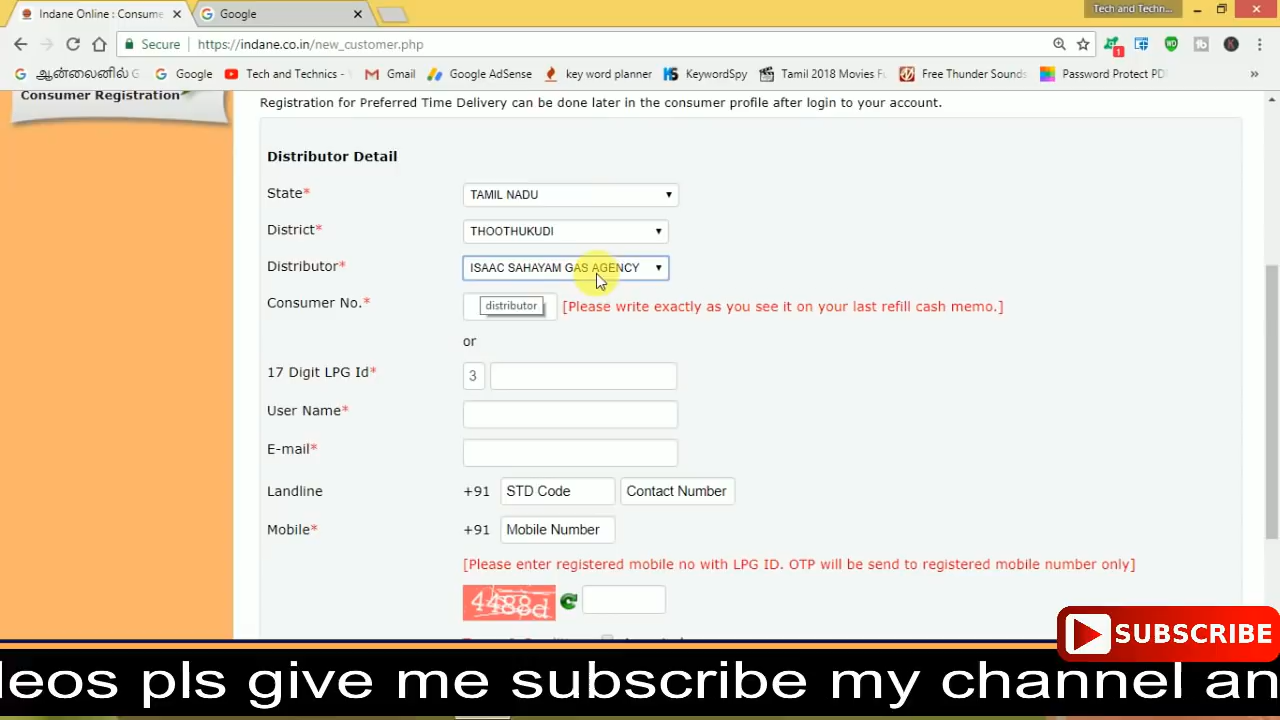 Indane Online : Consume
Google
Tech and Techn...
Secure
https://indane.co.in/new_customer.php
1
ஆன்லைனில் G
Google
Tech and Technics -
Gmail
Google AdSense
key word planner
KeywordSpy
Tamil 2018 Movies F
Free Thunder Sounds
Password Protect PD
»
Consumer Registration
Registration for Preferred Time Delivery can be done later in the consumer profile after login to your account.
Distributor Detail
State* TAMIL NADU
District* THOOTHUKUDI
Distributor* ISAAC SAHAYAM GAS AGENCY
Consumer No.* distributor [Please write exactly as you see it on your last refill cash memo.]
or
17 Digit LPG Id* 3
User Name*
E-mail*
Landline +91 STD Code Contact Number
Mobile* +91 Mobile Number
[Please enter registered mobile no with LPG ID. OTP will be send to registered mobile number only]
4488d
SUBSCRIBE
deos pls give me subscribe my channel an